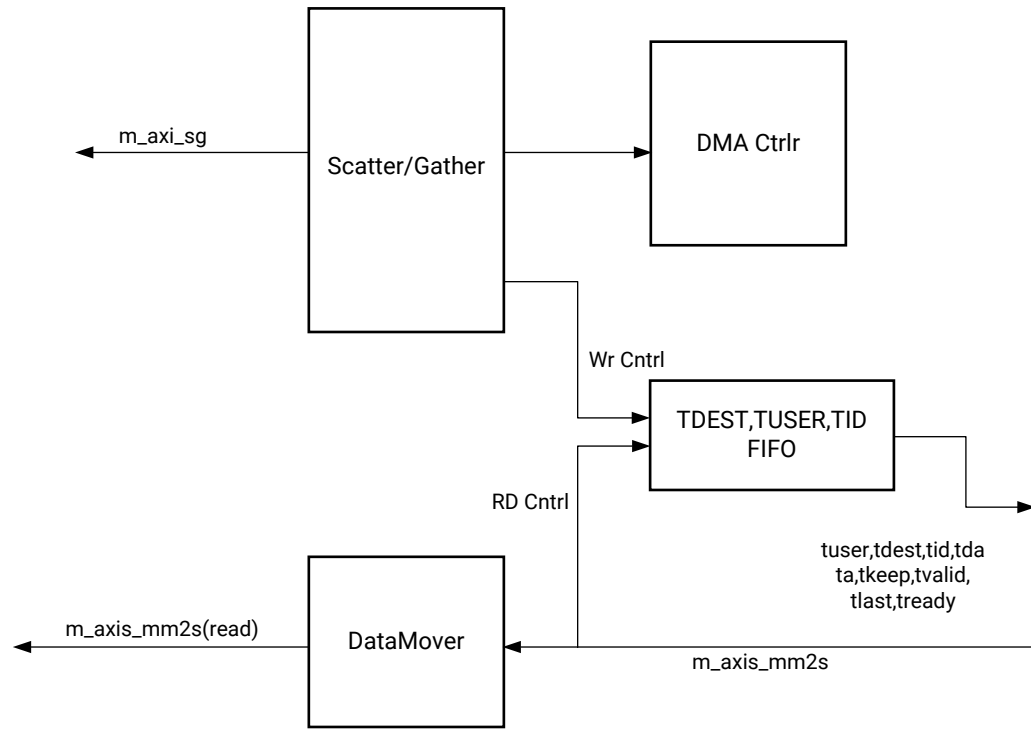 m_axi_sg
Scatter/Gather
DMA Ctrlr
Wr Cntrl
TDEST,TUSER,TID
FIFO
RD Cntrl
tuser,tdest,tid,tda
ta,tkeep,tvalid,
tlast,tready
m_axis_mm2s(read)
DataMover
m_axis_mm2s